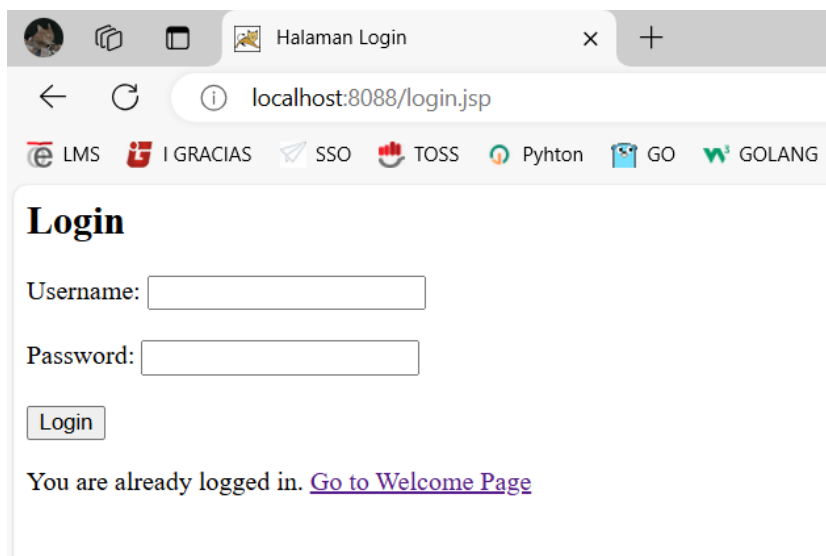 Halaman Login
localhost:8088/login.jsp
LMS I GRACIAS SSO TOSS Pyhton GO GOLANG
Login
Username:
Password:
Login
You are already logged in. Go to Welcome Page